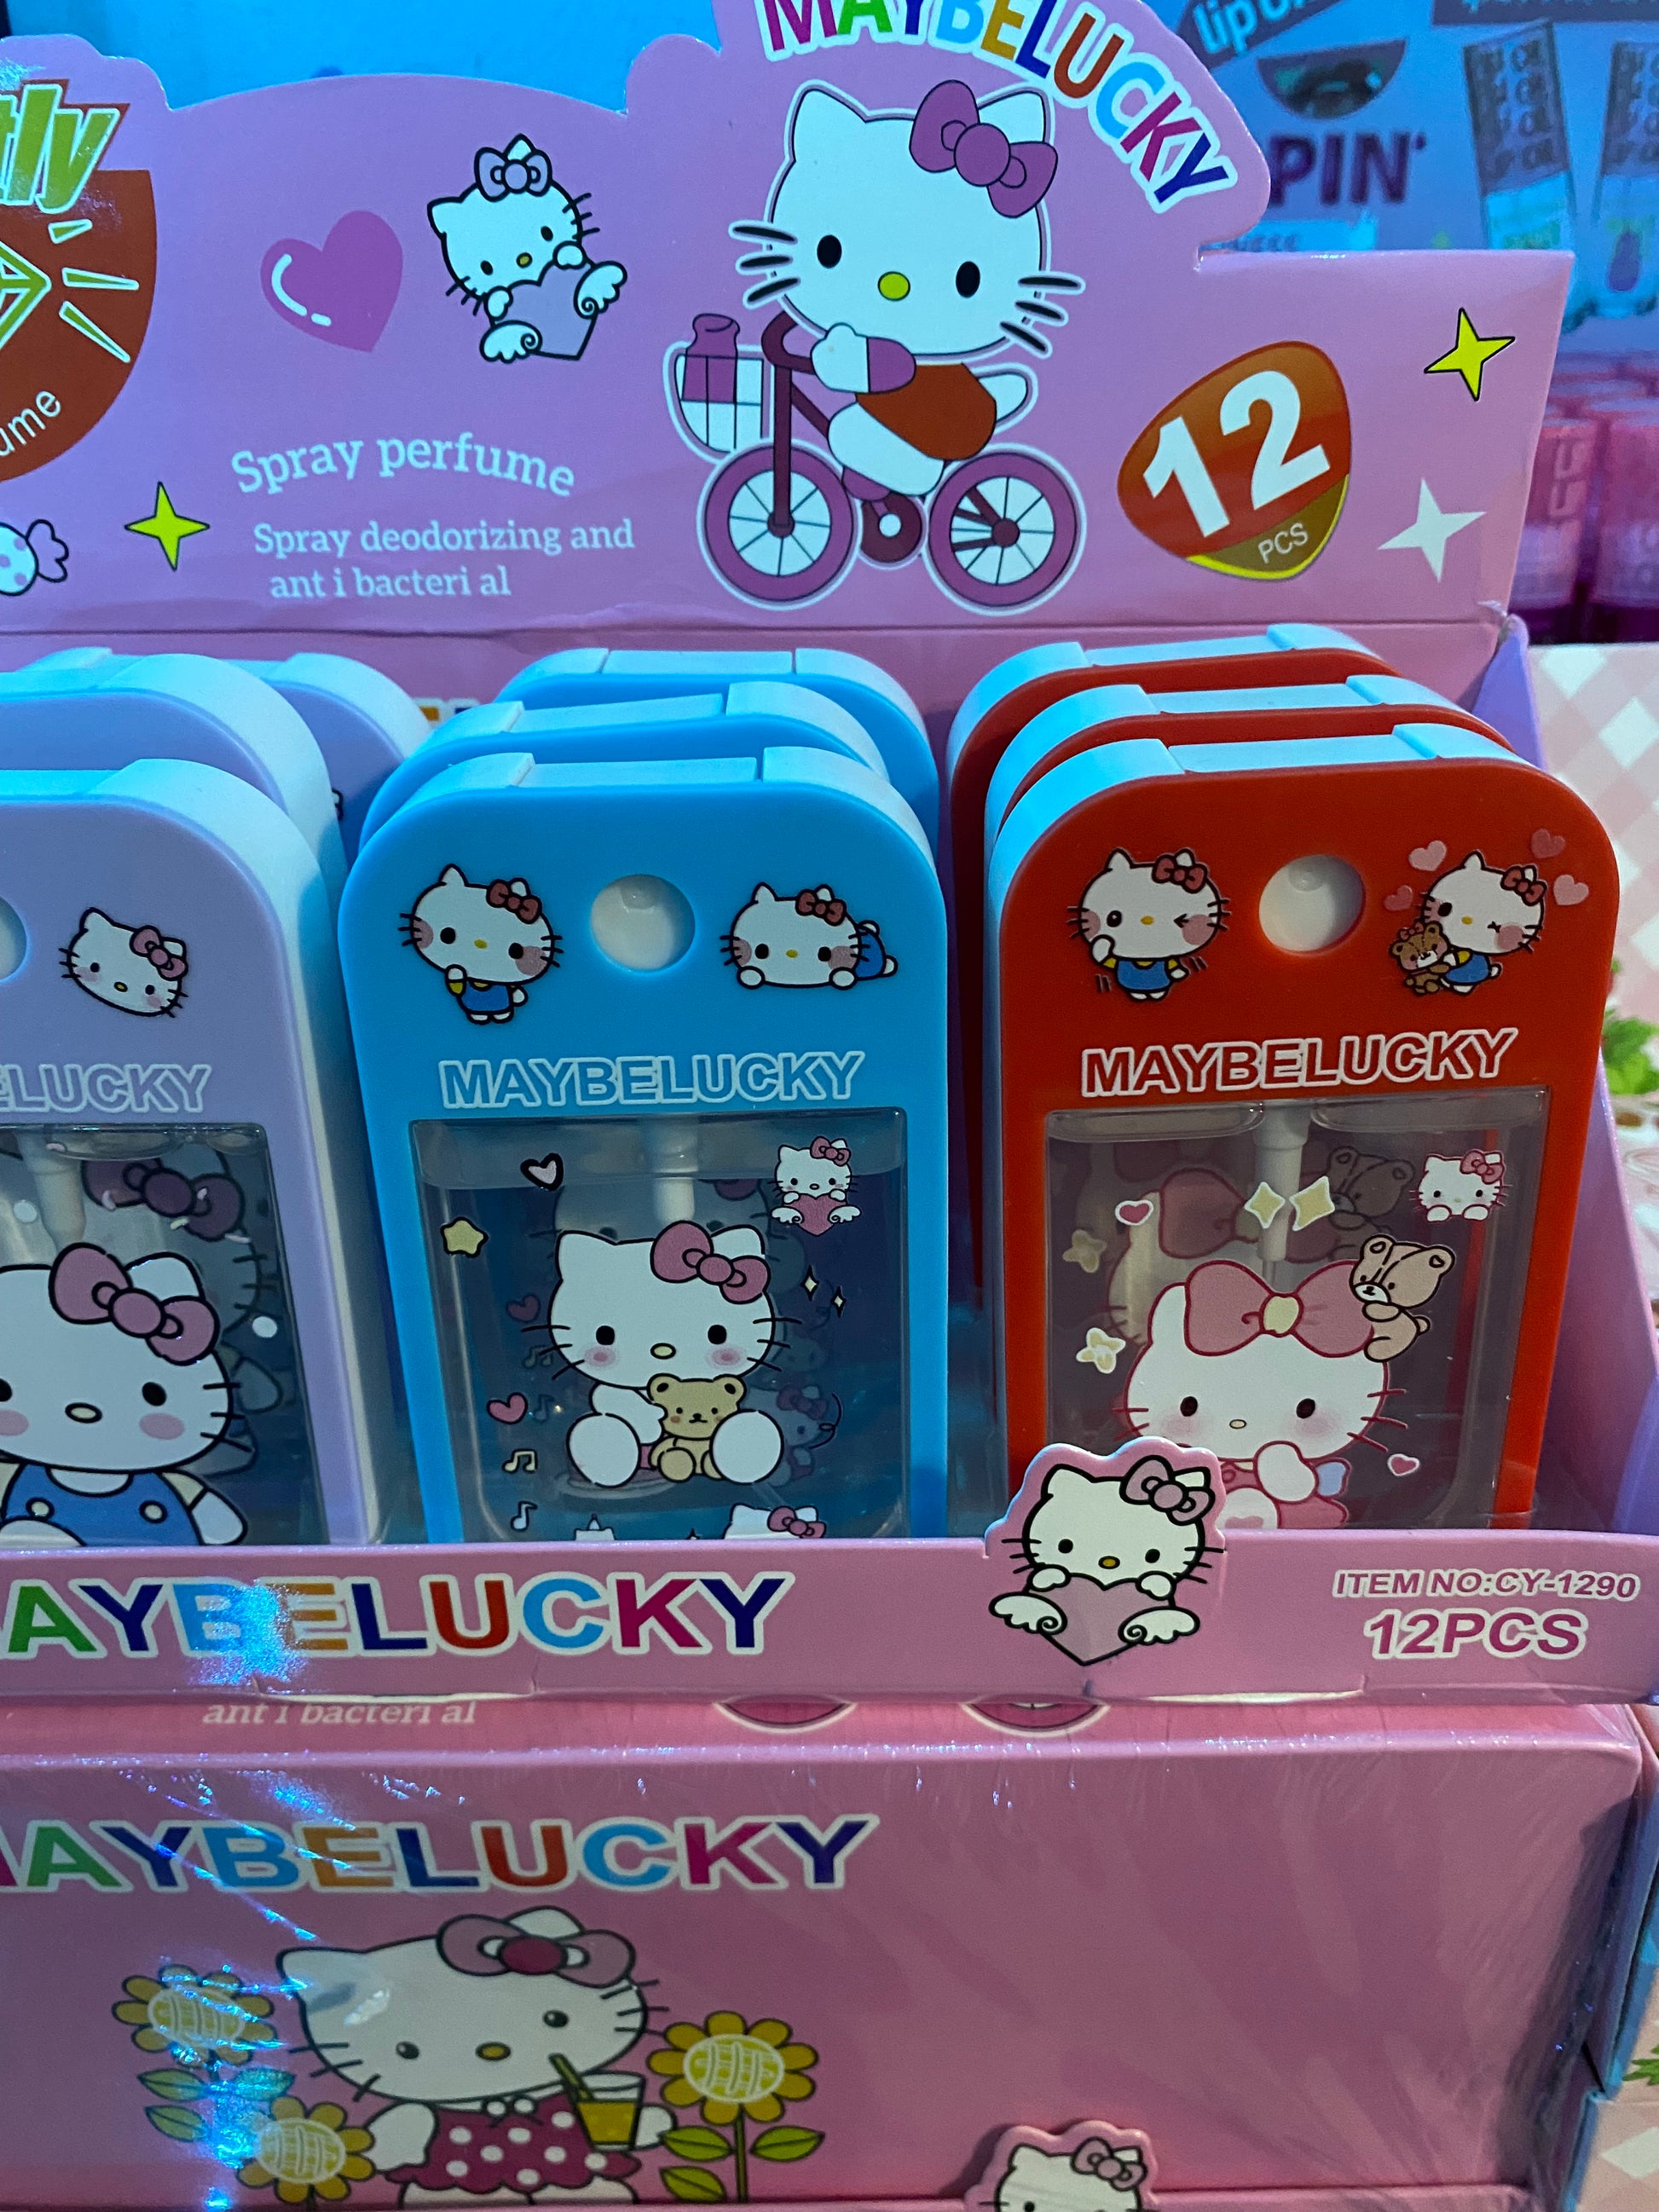 MAYBELUCKY
lip
PIN
12
PCS
Spray perfume
Spray deodorizing and
ant i bacteri al
ELUCKY
MAYBELUCKY
MAYBELUCKY
AYBELUCKY
ITEM NO:CY-1290
12PCS
ant i bacteri al
AYBELUCKY